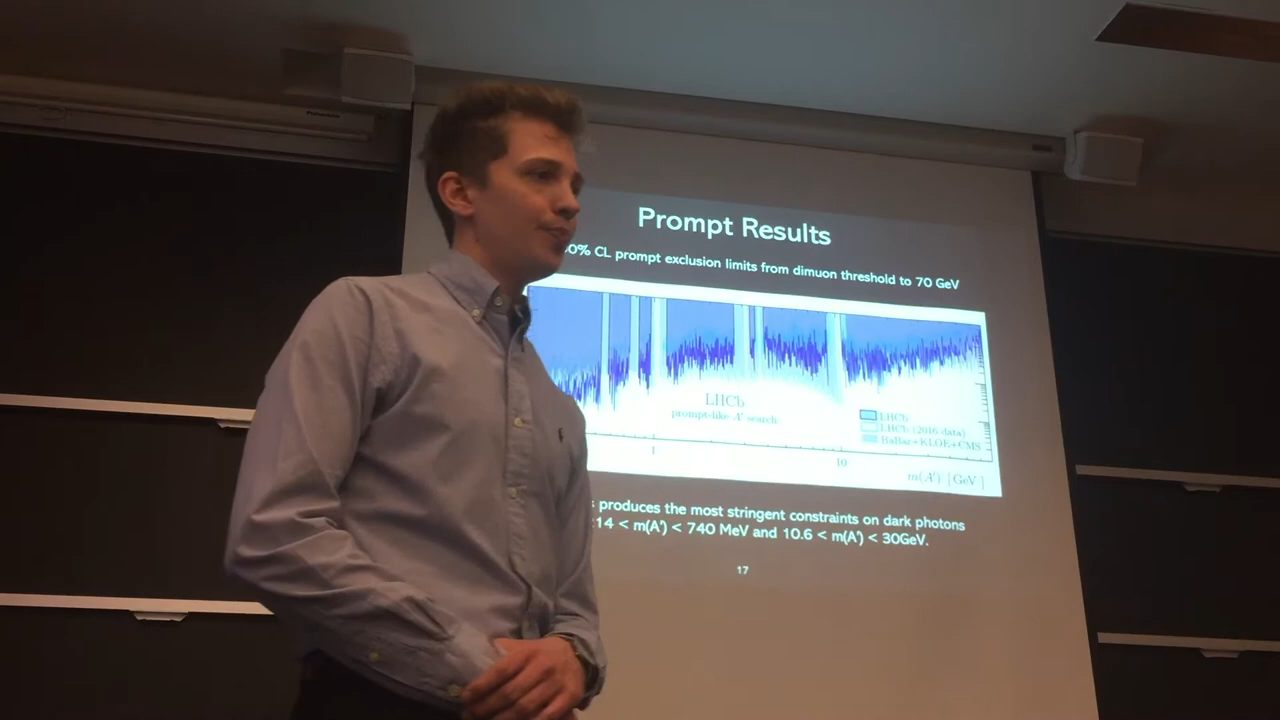 Prompt Results
0% CL prompt exclusion limits from dimuon threshold to 70 GeV
LHCb
prompt-like A′ search
LHCb
LHCb (2016 data)
BaBar+KLOE+CMS
1
10
m(A′) [GeV]
s produces the most stringent constraints on dark photons
14 < m(A') < 740 MeV and 10.6 < m(A') < 30GeV.
17